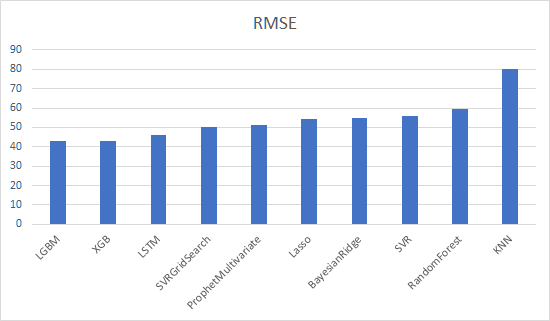 RMSE
90
80
70
60
50
40
30
20
10
0
LGBM
XGB
LSTM
SVRGridSearch
ProphetMultivariate
Lasso
BayesianRidge
SVR
RandomForest
KNN